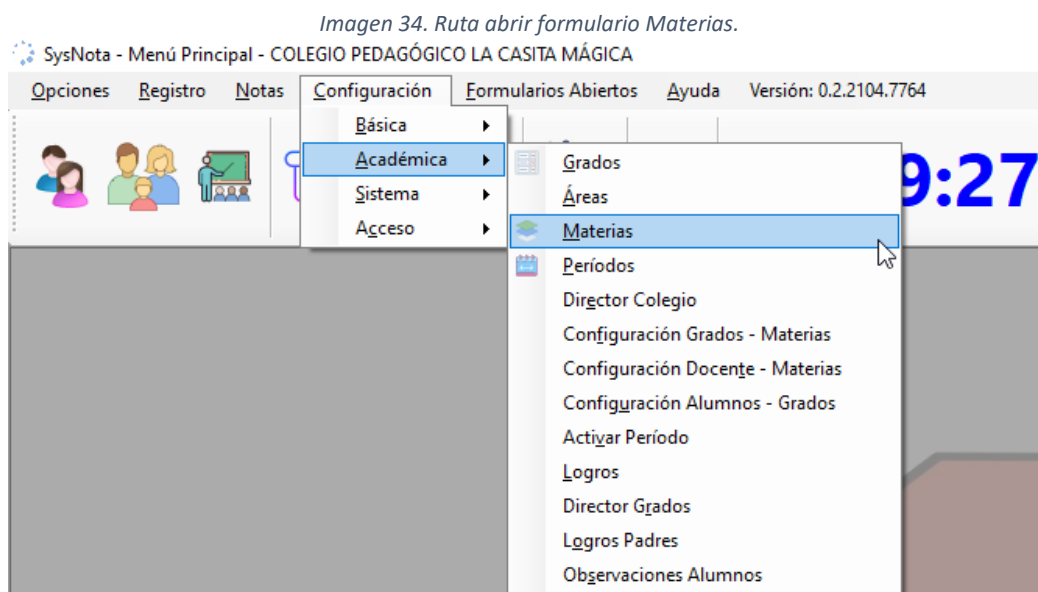 Imagen 34. Ruta abrir formulario Materias.
SysNota - Menú Principal - COLEGIO PEDAGÓGICO LA CASITA MÁGICA
Opciones Registro Notas Configuración Formularios Abiertos Ayuda Versión: 0.2.2104.7764
Básica
Académica
Sistema
Acceso
9:27
Grados
Áreas
Materias
Períodos
Director Colegio
Configuración Grados - Materias
Configuración Docente - Materias
Configuración Alumnos - Grados
Activar Período
Logros
Director Grados
Logros Padres
Observaciones Alumnos